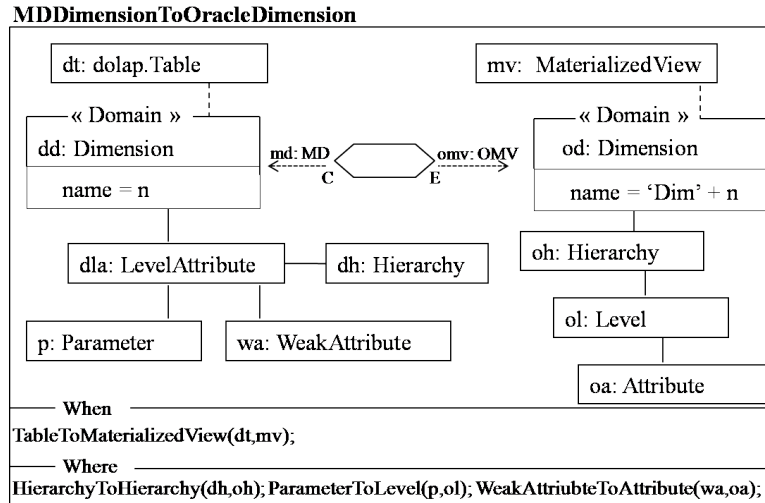 MDDimensionToOracleDimension
dt: dolap.Table
mv: MaterializedView
« Domain »
« Domain »
dd: Dimension
md: MD
omv: OMV
od: Dimension
C
E
name = n
name = ‘Dim’ + n
oh: Hierarchy
dla: LevelAttribute
dh: Hierarchy
ol: Level
p: Parameter
wa: WeakAttribute
oa: Attribute
When
TableToMaterializedView(dt,mv);
Where
HierarchyToHierarchy(dh,oh); ParameterToLevel(p,ol); WeakAttriubteToAttribute(wa,oa);